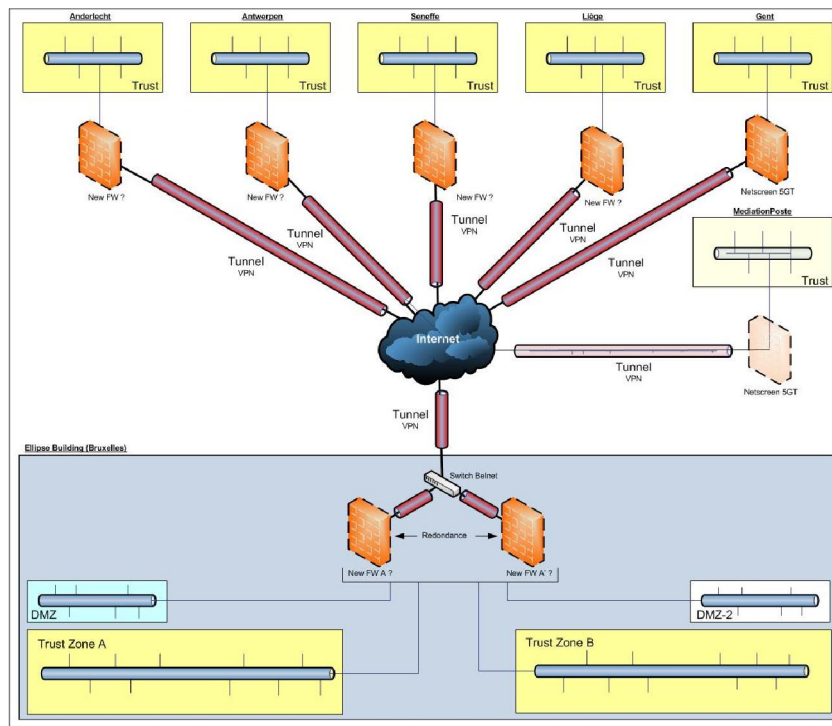 Anderlecht
Antwerpen
Seneffe
Liège
Gent
Trust
Trust
Trust
Trust
Trust
New FW ?
New FW ?
New FW ?
New FW ?
Netscreen 5GT
MediationPoste
Trust
Tunnel
VPN
Tunnel
VPN
Tunnel
VPN
Tunnel
VPN
Tunnel
VPN
Internet
Tunnel
VPN
Netscreen 5GT
Tunnel
VPN
Ellipse Building (Bruxelles)
Switch Belnet
Redondance
New FW A ?
New FW A' ?
DMZ
DMZ-2
Trust Zone A
Trust Zone B